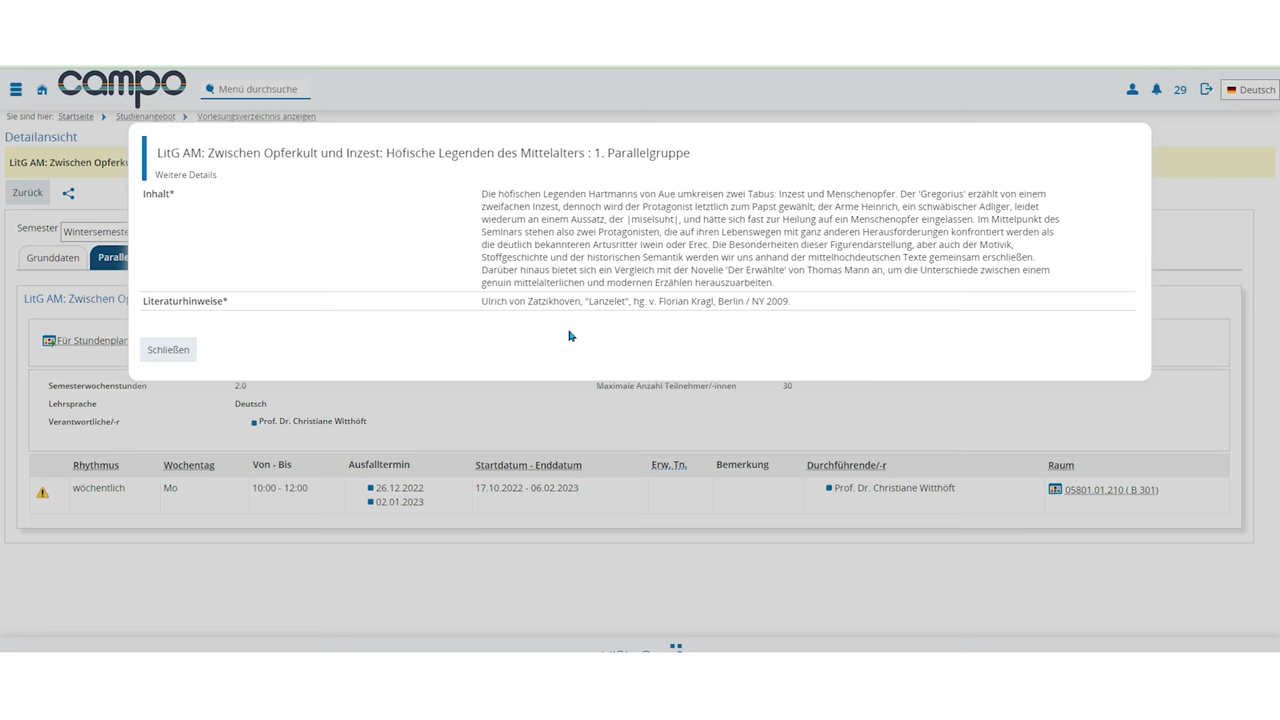 campo
Menü durchsuche
29
Deutsch
Sie sind hier: Startseite Studienangebot Vorlesungsverzeichnis anzeigen
Detailansicht
LitG AM: Zwischen Opferku
LitG AM: Zwischen Opferkult und Inzest: Höfische Legenden des Mittelalters : 1. Parallelgruppe
Weitere Details
Zurück
Inhalt*
Die höfischen Legenden Hartmanns von Aue umkreisen zwei Tabus: Inzest und Menschenopfer. Der 'Gregorius' erzählt von einem
zweifachen Inzest, dennoch wird der Protagonist letztlich zum Papst gewählt; der Arme Heinrich, ein schwäbischer Adliger, leidet
wiederum an einem Aussatz, der |miselsuht|, und hätte sich fast zur Heilung auf ein Menschenopfer eingelassen. Im Mittelpunkt des
Seminars stehen also zwei Protagonisten, die auf ihren Lebenswegen mit ganz anderen Herausforderungen konfrontiert werden als
die deutlich bekannteren Artusritter Iwein oder Erec. Die Besonderheiten dieser Figurendarstellung, aber auch der Motivik,
Stoffgeschichte und der historischen Semantik werden wir uns anhand der mittelhochdeutschen Texte gemeinsam erschließen.
Darüber hinaus bietet sich ein Vergleich mit der Novelle 'Der Erwählte' von Thomas Mann an, um die Unterschiede zwischen einem
genuin mittelalterlichen und modernen Erzählen herauszuarbeiten.
Literaturhinweise*
Ulrich von Zatzikhoven, "Lanzelet", hg. v. Florian Kragl, Berlin / NY 2009.
Schließen
Semester Wintersemeste
Grunddaten Paralle
LitG AM: Zwischen Op
Für Stundenplan
Semesterwochenstunden 2.0 Maximale Anzahl Teilnehmer/-innen 30
Lehrsprache Deutsch
Verantwortliche/-r Prof. Dr. Christiane Witthöft
Rhythmus Wochentag Von - Bis Ausfalltermin Startdatum - Enddatum Erw. Tn. Bemerkung Durchführende/-r Raum
wöchentlich Mo 10:00 - 12:00 26.12.2022 17.10.2022 - 06.02.2023 Prof. Dr. Christiane Witthöft 05801.01.210 ( B 301)
02.01.2023